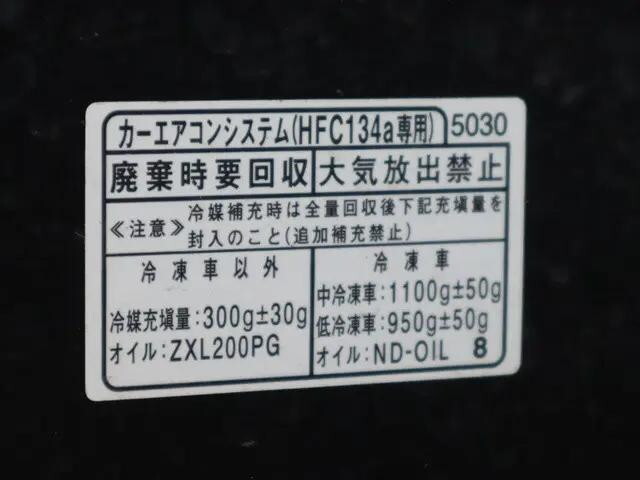 カーエアコンシステム(HFC134a専用) 5030
廃棄時要回収 大気放出禁止
≪注意≫ 冷媒補充時は全量回収後下記充填量を
封入のこと(追加補充禁止)
冷凍車以外
冷媒充填量:300g±30g
オイル:ZXL200PG
冷凍車
中冷凍車:1100g±50g
低冷凍車:950g±50g
オイル:ND-OIL 8